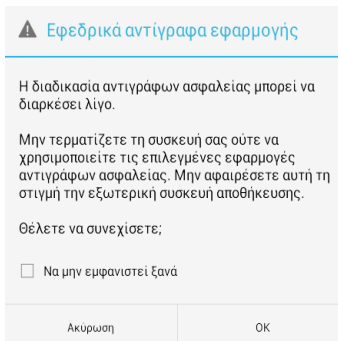 Εφεδρικά αντίγραφα εφαρμογής
Η διαδικασία αντιγράφων ασφαλείας μπορεί να
διαρκέσει λίγο.
Μην τερματίζετε τη συσκευή σας ούτε να
χρησιμοποιείτε τις επιλεγμένες εφαρμογές
αντιγράφων ασφαλείας. Μην αφαιρέσετε αυτή τη
στιγμή την εξωτερική συσκευή αποθήκευσης.
Θέλετε να συνεχίσετε;
Να μην εμφανιστεί ξανά
Ακύρωση OK